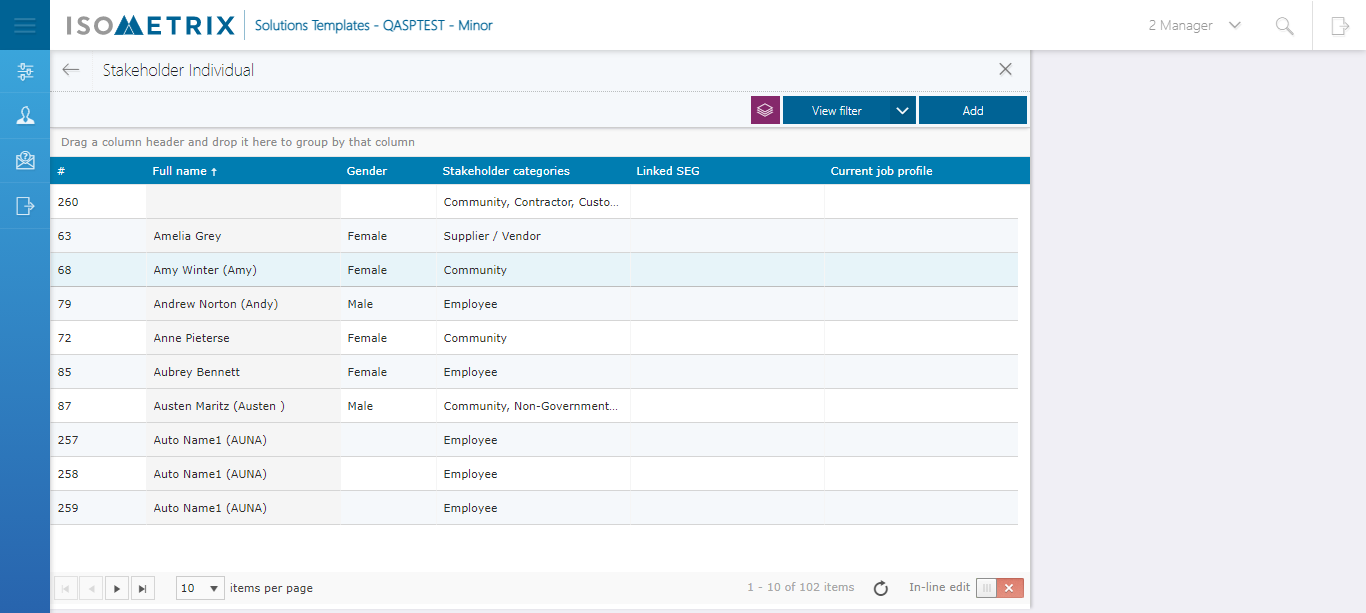 ISOMETRIX Solutions Templates - QASPTEST - Minor 2 Manager
Stakeholder Individual
View filter Add
Drag a column header and drop it here to group by that column
# Full name ↑ Gender Stakeholder categories Linked SEG Current job profile
260 Community, Contractor, Custo...
63 Amelia Grey Female Supplier / Vendor
68 Amy Winter (Amy) Female Community
79 Andrew Norton (Andy) Male Employee
72 Anne Pieterse Female Community
85 Aubrey Bennett Female Employee
87 Austen Maritz (Austen ) Male Community, Non-Government...
257 Auto Name1 (AUNA) Employee
258 Auto Name1 (AUNA) Employee
259 Auto Name1 (AUNA) Employee
10 items per page 1 - 10 of 102 items In-line edit